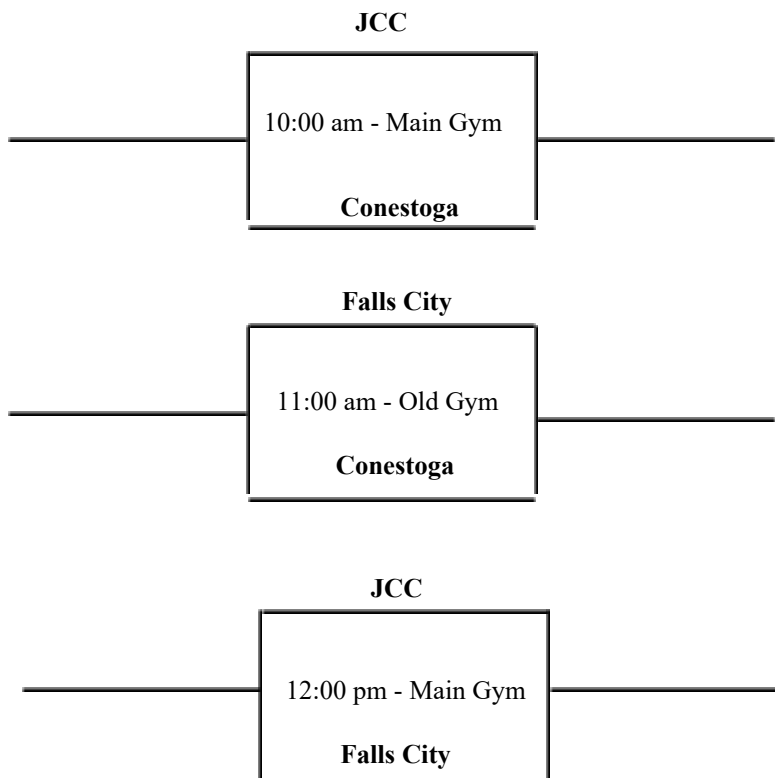 JCC
10:00 am - Main Gym
Conestoga
Falls City
11:00 am - Old Gym
Conestoga
JCC
12:00 pm - Main Gym
Falls City